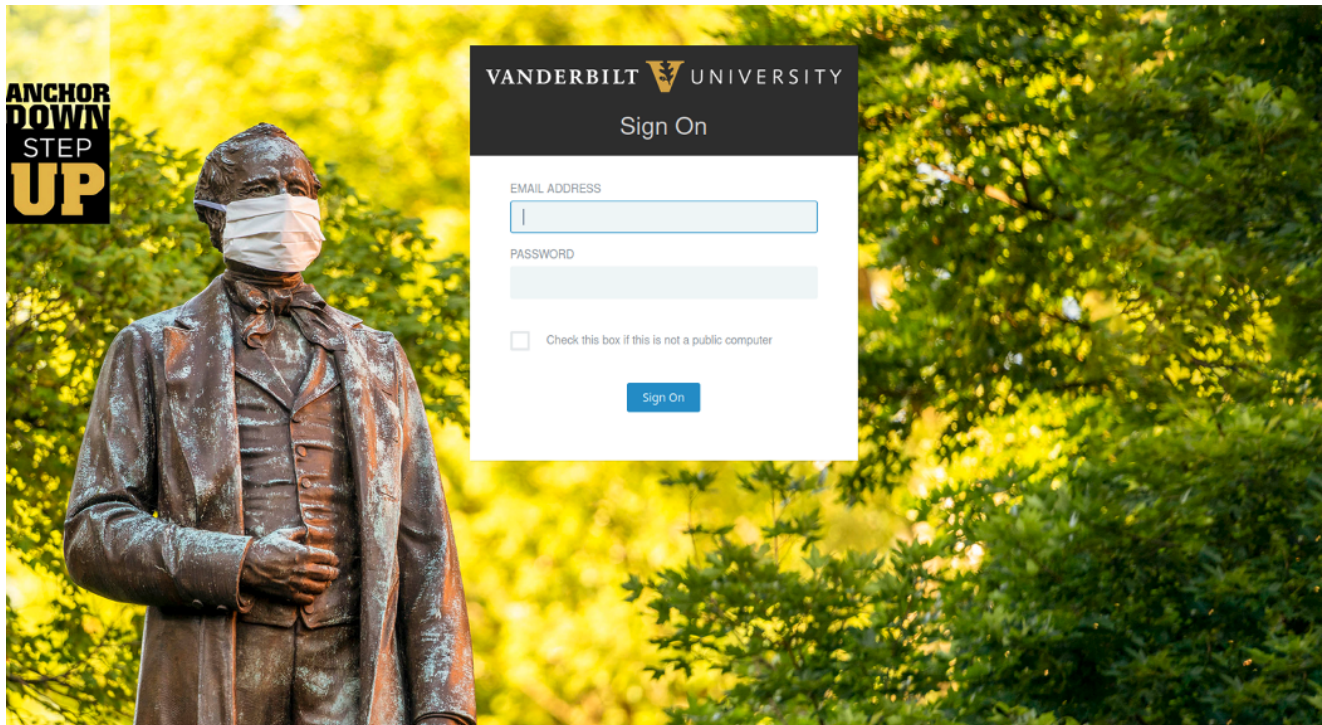 ANCHOR
DOWN
STEP
UP
VANDERBILT V UNIVERSITY
Sign On
EMAIL ADDRESS
PASSWORD
Check this box if this is not a public computer
Sign On